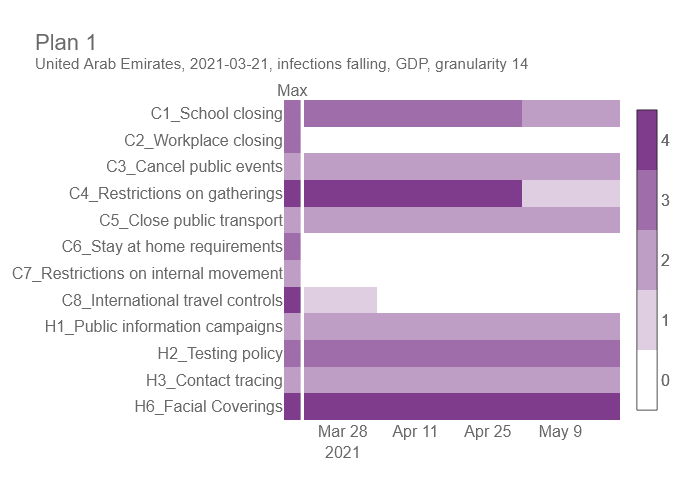 Plan 1
United Arab Emirates, 2021-03-21, infections falling, GDP, granularity 14
Max
C1_School closing
C2_Workplace closing
C3_Cancel public events
C4_Restrictions on gatherings
C5_Close public transport
C6_Stay at home requirements
C7_Restrictions on internal movement
C8_International travel controls
H1_Public information campaigns
H2_Testing policy
H3_Contact tracing
H6_Facial Coverings
Mar 28 Apr 11 Apr 25 May 9
2021
4
3
2
1
0